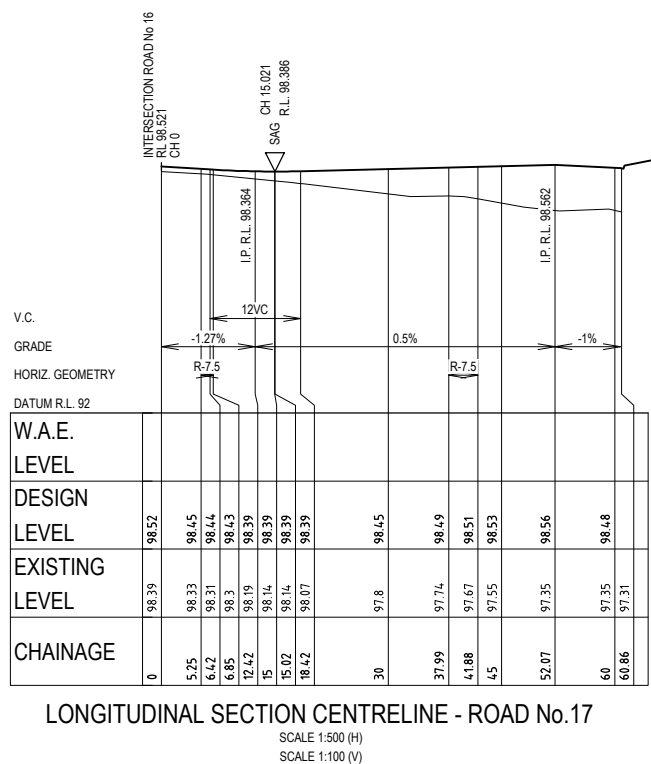 INTERSECTION ROAD No 16
RL 98.521
CH 0
SAG
CH 15.021
R.L. 98.386
I.P. R.L. 98.364
I.P. R.L. 98.562
V.C.
12VC
GRADE
-1.27%
0.5%
-1%
HORIZ. GEOMETRY
R-7.5
R-7.5
DATUM R.L. 92
W.A.E.
LEVEL
DESIGN
LEVEL
98.52 98.45 98.44 98.43 98.39 98.39 98.39 98.39 98.45 98.49 98.51 98.53 98.56 98.48
EXISTING
LEVEL
98.39 98.33 98.31 98.3 98.19 98.14 98.14 98.07 97.8 97.74 97.67 97.55 97.35 97.35 97.31
CHAINAGE
0 5.25 6.42 6.85 12.42 15 15.02 18.42 30 37.99 41.88 45 52.07 60 60.86
LONGITUDINAL SECTION CENTRELINE - ROAD No.17
SCALE 1:500 (H)
SCALE 1:100 (V)